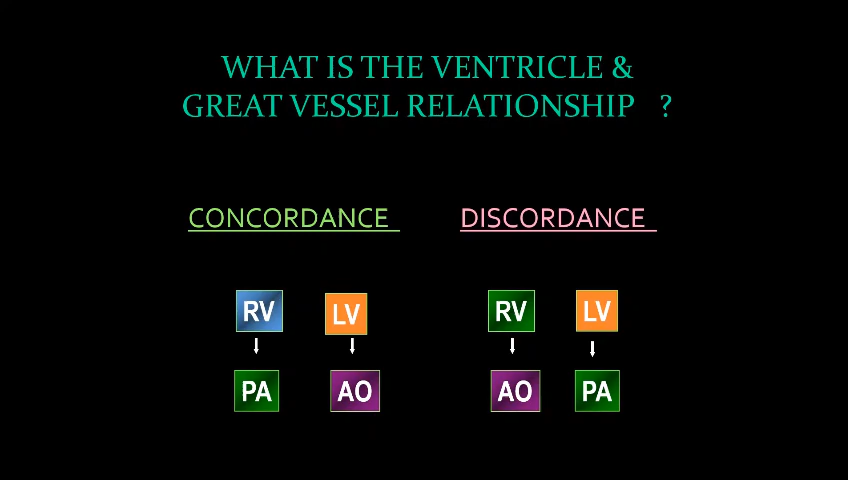 WHAT IS THE VENTRICLE &
GREAT VESSEL RELATIONSHIP ?
CONCORDANCE DISCORDANCE
RV LV RV LV
PA AO AO PA